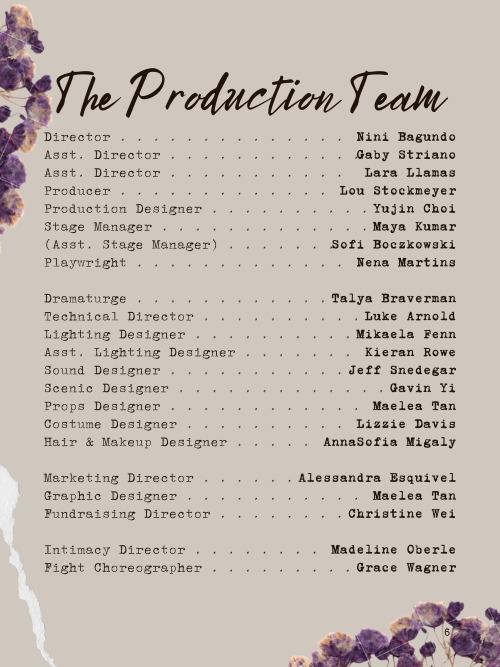 The Production Team
Director . . . . . . . . . . . . . . Nini Bagundo
Asst. Director . . . . . . . . . . . . Gaby Striano
Asst. Director . . . . . . . . . . . . Lara Llamas
Producer . . . . . . . . . . . . . Lou Stockmeyer
Production Designer . . . . . . . . . . Yujin Choi
Stage Manager . . . . . . . . . . . . . Maya Kumar
(Asst. Stage Manager) . . . . . . . Sofi Boczkowski
Playwright . . . . . . . . . . . . . Nena Martins
Dramaturge . . . . . . . . . . . . Talya Braverman
Technical Director . . . . . . . . . . Luke Arnold
Lighting Designer . . . . . . . . . . Mikaela Fenn
Asst. Lighting Designer . . . . . . . Kieran Rowe
Sound Designer . . . . . . . . . . . Jeff Snedegar
Scenic Designer . . . . . . . . . . . . . Gavin Yi
Props Designer . . . . . . . . . . . . Maelea Tan
Costume Designer . . . . . . . . . . Lizzie Davis
Hair & Makeup Designer . . . . . AnnaSofia Migaly
Marketing Director . . . . . . Alessandra Esquivel
Graphic Designer . . . . . . . . . . . Maelea Tan
Fundraising Director . . . . . . . . Christine Wei
Intimacy Director . . . . . . . . Madeline Oberle
Fight Choreographer . . . . . . . . . Grace Wagner
6